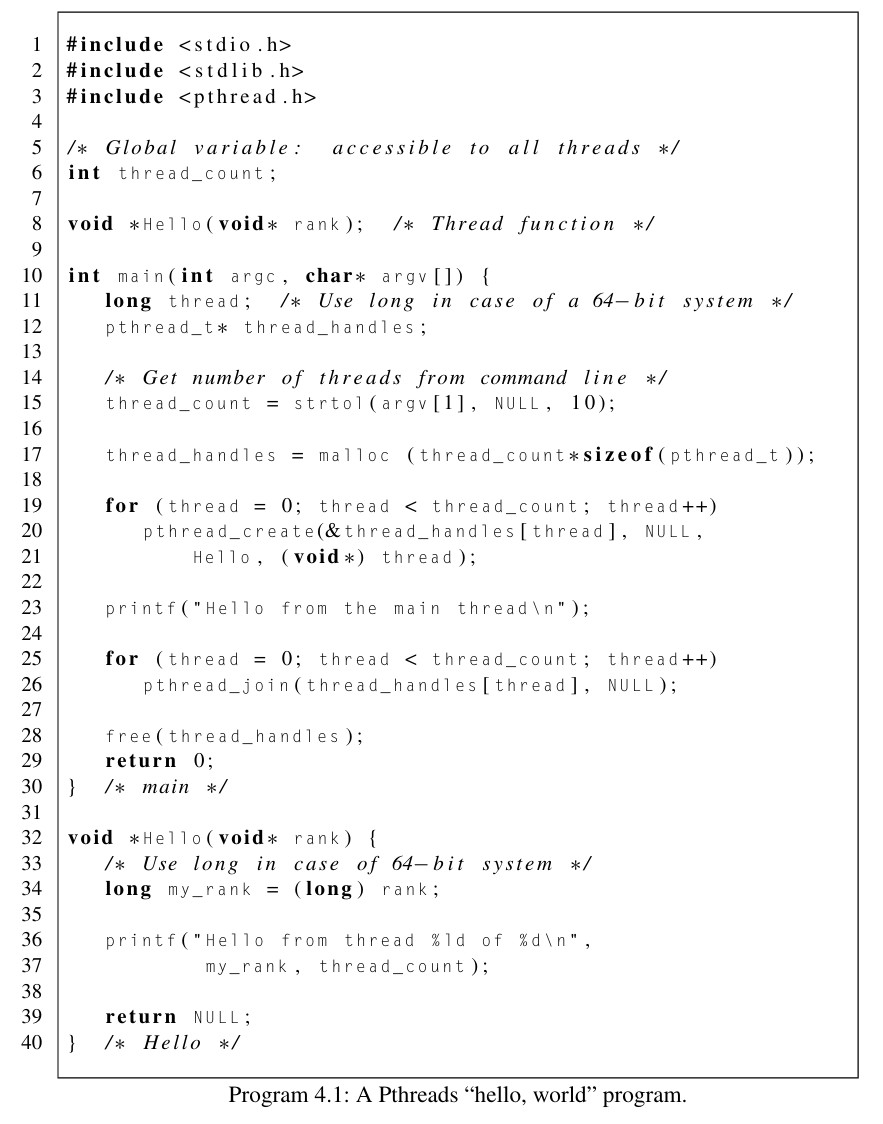 1 #include <stdio.h>
2 #include <stdlib.h>
3 #include <pthread.h>
4
5 /* Global variable: accessible to all threads */
6 int thread_count;
7
8 void *Hello(void* rank); /* Thread function */
9
10 int main(int argc, char* argv[]) {
11 long thread; /* Use long in case of a 64−bit system */
12 pthread_t* thread_handles;
13
14 /* Get number of threads from command line */
15 thread_count = strtol(argv[1], NULL, 10);
16
17 thread_handles = malloc (thread_count*sizeof(pthread_t));
18
19 for (thread = 0; thread < thread_count; thread++)
20 pthread_create(&thread_handles[thread], NULL,
21 Hello, (void*) thread);
22
23 printf("Hello from the main thread\n");
24
25 for (thread = 0; thread < thread_count; thread++)
26 pthread_join(thread_handles[thread], NULL);
27
28 free(thread_handles);
29 return 0;
30 } /* main */
31
32 void *Hello(void* rank) {
33 /* Use long in case of 64−bit system */
34 long my_rank = (long) rank;
35
36 printf("Hello from thread %ld of %d\n",
37 my_rank, thread_count);
38
39 return NULL;
40 } /* Hello */
Program 4.1: A Pthreads “hello, world” program.